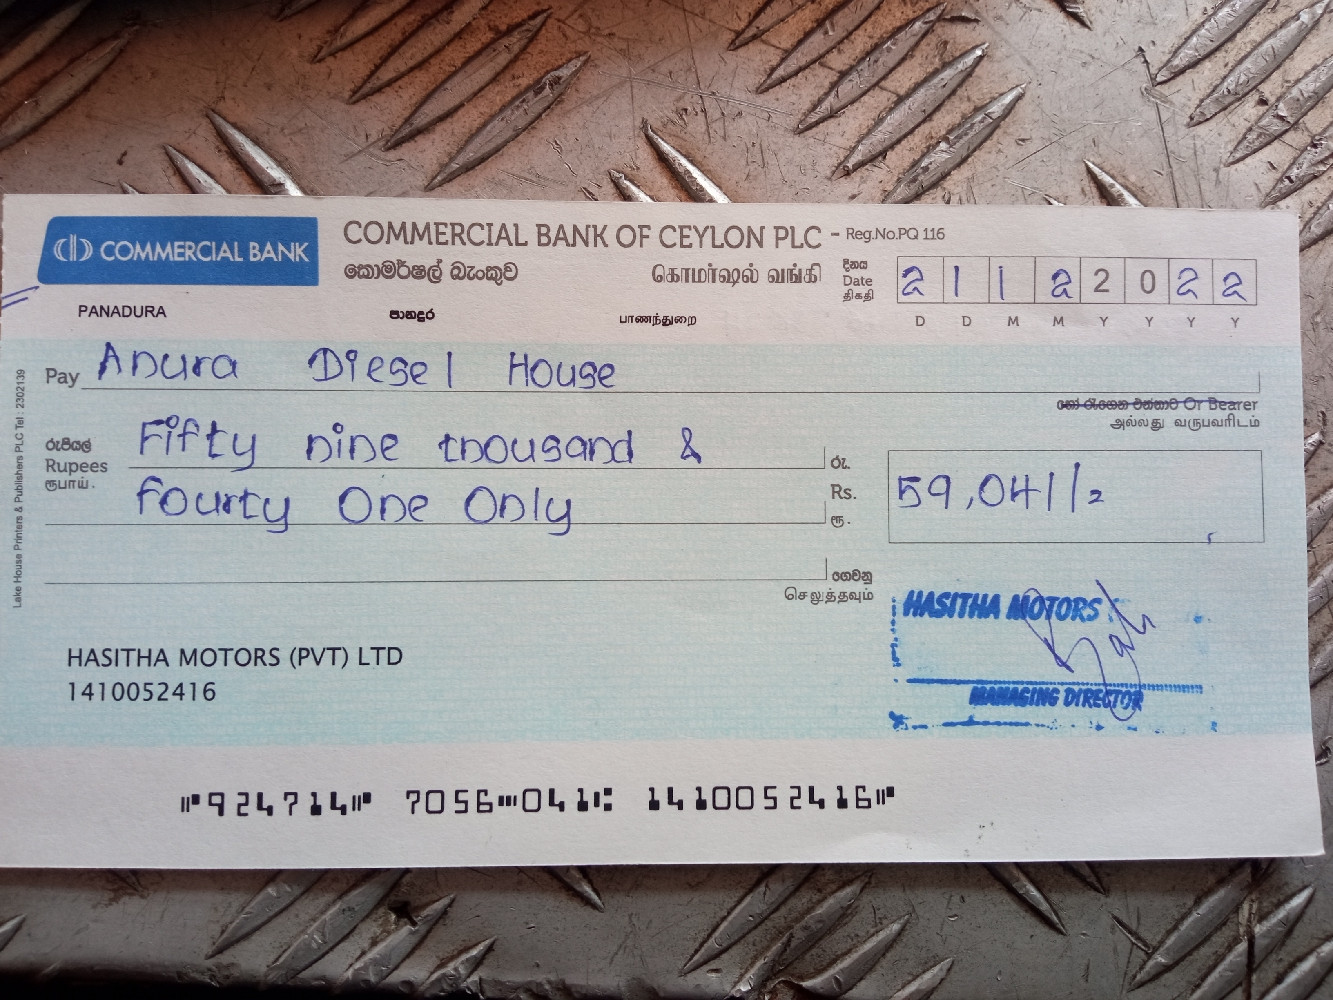 COMMERCIAL BANK
COMMERCIAL BANK OF CEYLON PLC - Reg.No.PQ 116
කොමර්ෂල් බැංකුව கொமர்ஷல் வங்கி
දිනය
Date
திகதி
2 1 1 2 2 0 2 2
D D M M Y Y Y Y
PANADURA පානදුර பாணந்துறை
Pay Anura Diesel House
හෝ රැගෙන එන්නාට Or Bearer
அல்லது வருபவரிடம்
රුපියල්
Rupees
ரூபாய்.
Fifty nine thousand &
fourty one only
රු.
Rs.
ரூ.
59,041/=
ගෙවනු
செலுத்தவும்
Lake House Printers & Publishers PLC Tel : 2302139
HASITHA MOTORS (PVT) LTD
1410052416
HASITHA MOTORS
MANAGING DIRECTOR
⑈924714⑈ 7056⑉041⑆ 1410052416⑈